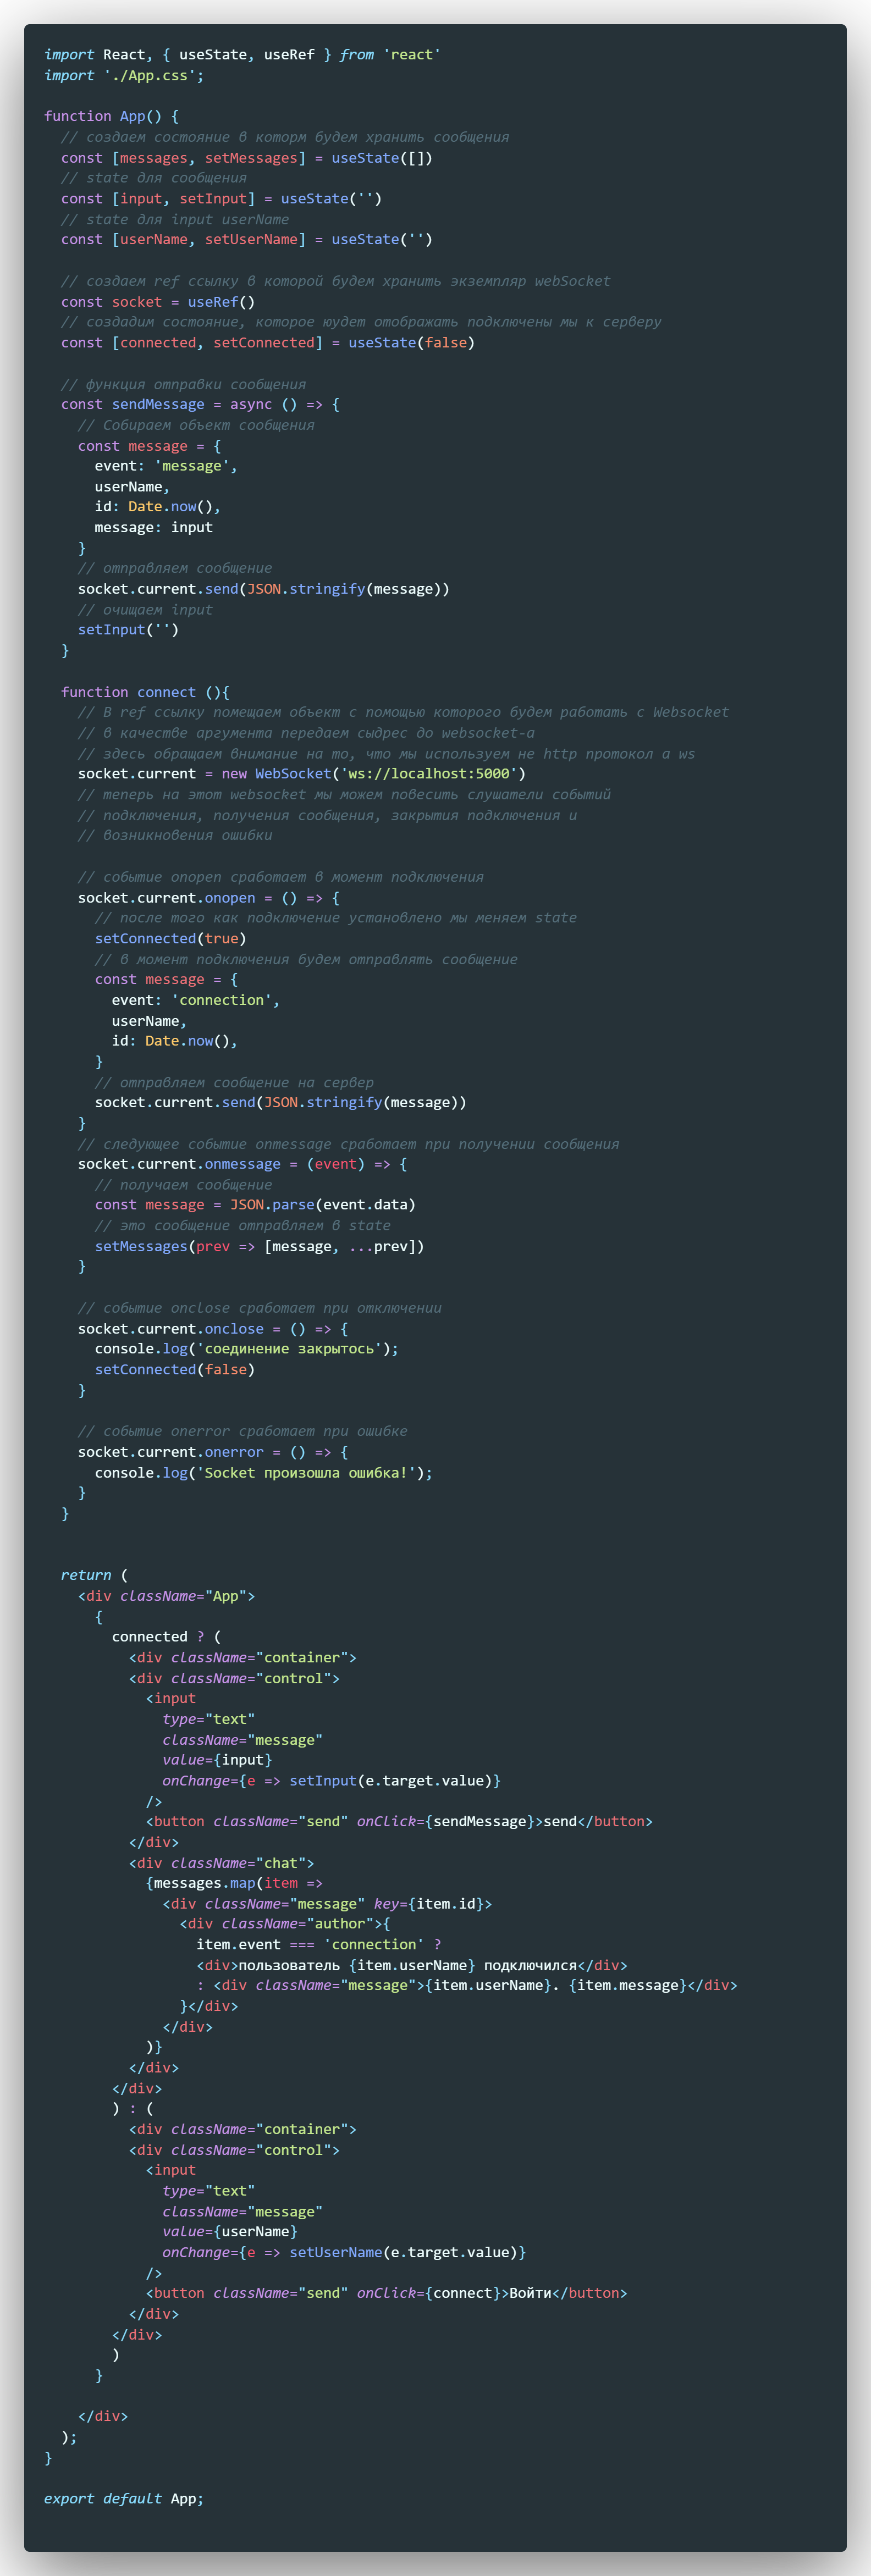 import React, { useState, useRef } from 'react'
import './App.css';
function App() {
// создаем состояние в которм будем хранить сообщения
const [messages, setMessages] = useState([])
// state для сообщения
const [input, setInput] = useState('')
// state для input userName
const [userName, setUserName] = useState('')
// создаем ref ссылку в которой будем хранить экземпляр webSocket
const socket = useRef()
// создадим состояние, которое юудет отображать подключены мы к серверу
const [connected, setConnected] = useState(false)
// функция отправки сообщения
const sendMessage = async () => {
// Собираем объект сообщения
const message = {
event: 'message',
userName,
id: Date.now(),
message: input
}
// отправляем сообщение
socket.current.send(JSON.stringify(message))
// очищаем input
setInput('')
}
function connect (){
// В ref ссылку помещаем объект с помощью которого будем работать с Websocket
// в качестве аргумента передаем сыдрес до websocket-а
// здесь обращаем внимание на то, что мы используем не http протокол а ws
socket.current = new WebSocket('ws://localhost:5000')
// теперь на этот websocket мы можем повесить слушатели событий
// подключения, получения сообщения, закрытия подключения и
// возникновения ошибки
// событие onopen сработает в момент подключения
socket.current.onopen = () => {
// после того как подключение установлено мы меняем state
setConnected(true)
// в момент подключения будем отправлять сообщение
const message = {
event: 'connection',
userName,
id: Date.now(),
}
// отправляем сообщение на сервер
socket.current.send(JSON.stringify(message))
}
// следующее событие onmessage сработает при получении сообщения
socket.current.onmessage = (event) => {
// получаем сообщение
const message = JSON.parse(event.data)
// это сообщение отправляем в state
setMessages(prev => [message, ...prev])
}
// событие onclose сработает при отключении
socket.current.onclose = () => {
console.log('соединение закрытось');
setConnected(false)
}
// событие onerror сработает при ошибке
socket.current.onerror = () => {
console.log('Socket произошла ошибка!');
}
}
return (
<div className="App">
{
connected ? (
<div className="container">
<div className="control">
<input
type="text"
className="message"
value={input}
onChange={e => setInput(e.target.value)}
/>
<button className="send" onClick={sendMessage}>send</button>
</div>
<div className="chat">
{messages.map(item =>
<div className="message" key={item.id}>
<div className="author">{
item.event === 'connection' ?
<div>пользователь {item.userName} подключился</div>
: <div className="message">{item.userName}. {item.message}</div>
}</div>
</div>
)}
</div>
</div>
) : (
<div className="container">
<div className="control">
<input
type="text"
className="message"
value={userName}
onChange={e => setUserName(e.target.value)}
/>
<button className="send" onClick={connect}>Войти</button>
</div>
</div>
)
}
</div>
);
}
export default App;